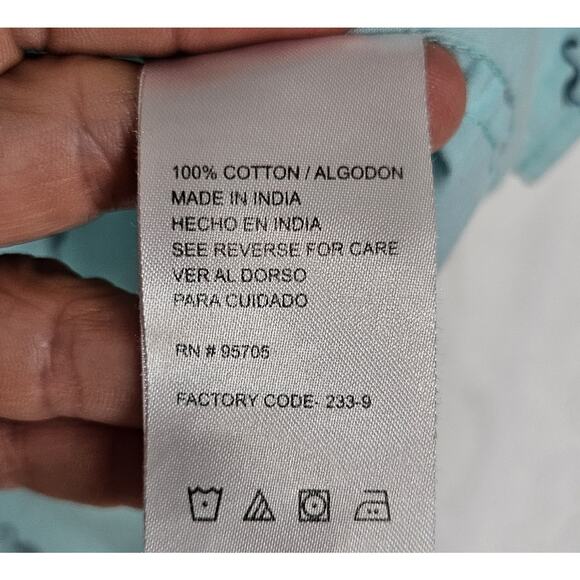 100% COTTON / ALGODON
MADE IN INDIA
HECHO EN INDIA
SEE REVERSE FOR CARE
VER AL DORSO
PARA CUIDADO
RN # 95705
FACTORY CODE- 233-9